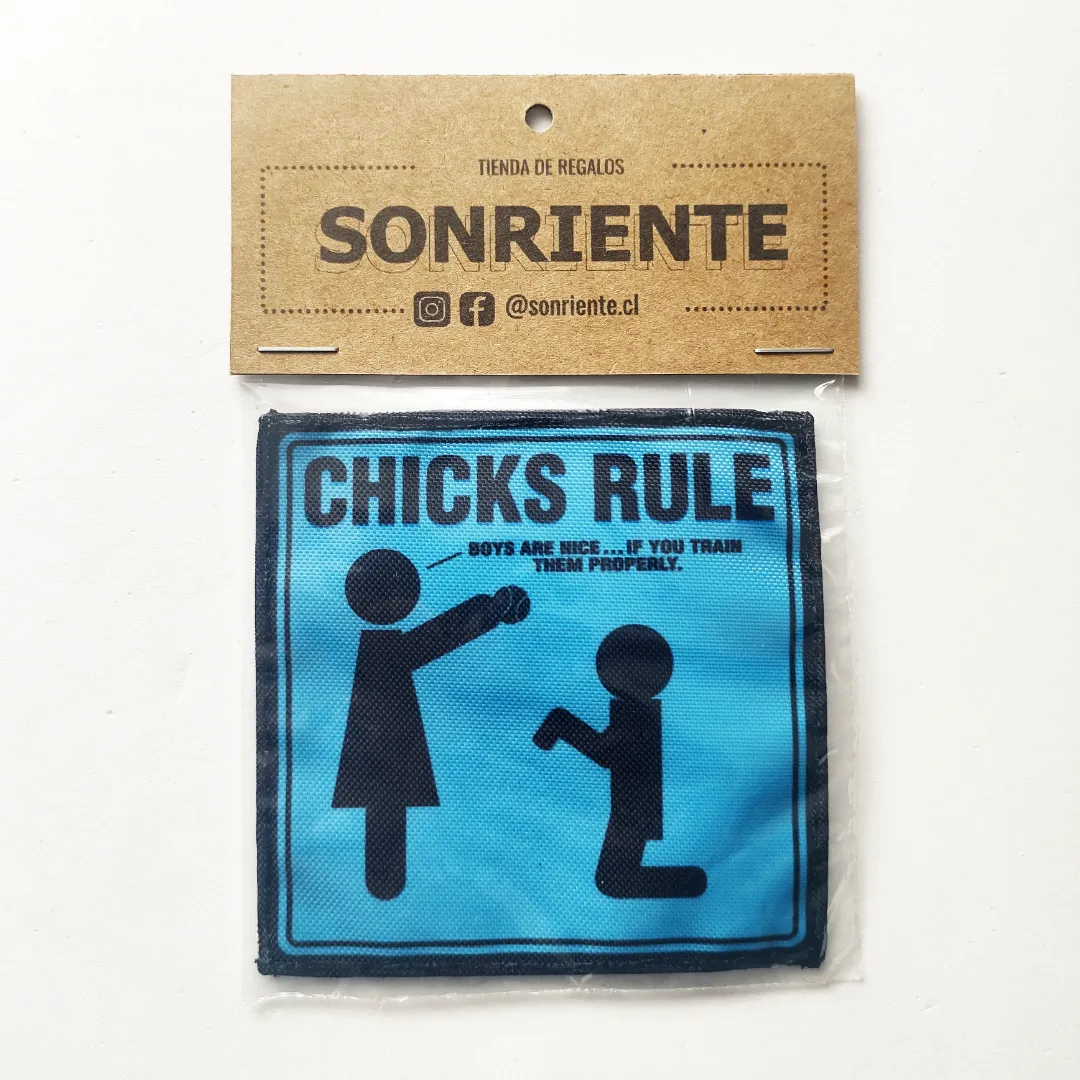 TIENDA DE REGALOS
SONRIENTE
@sonriente.cl
CHICKS RULE
BOYS ARE NICE...IF YOU TRAIN
THEM PROPERLY.